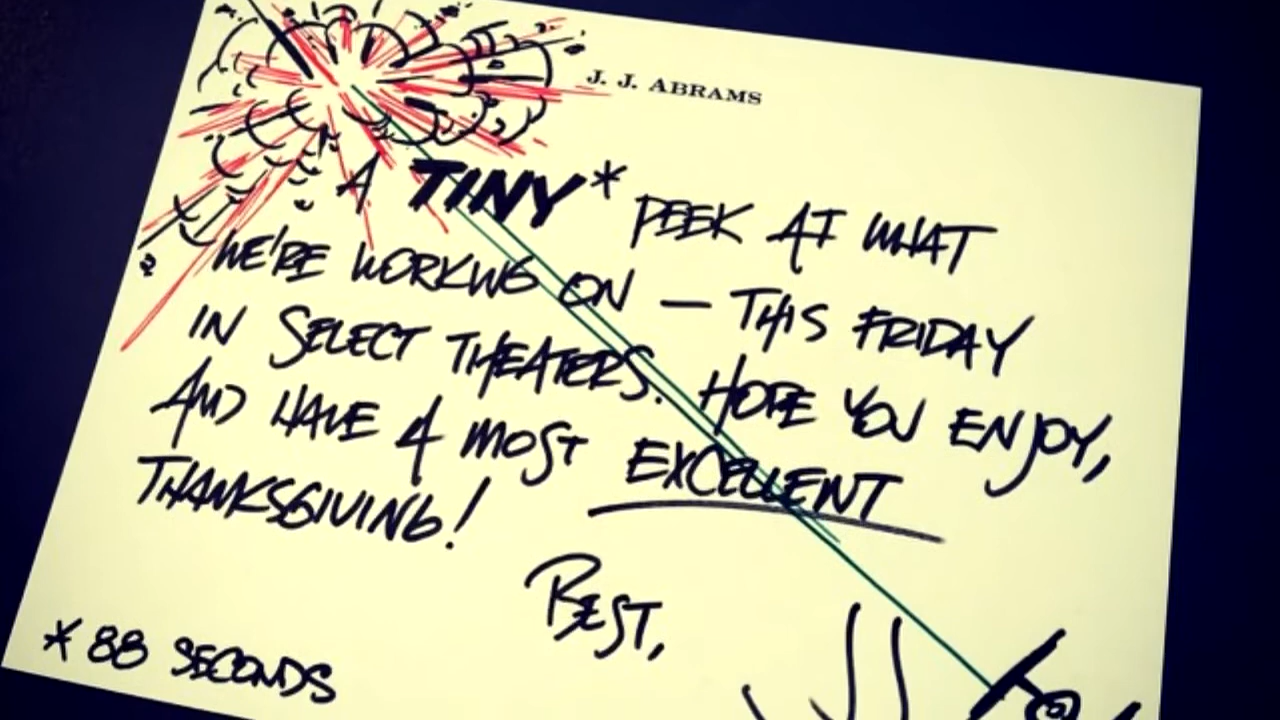 J. J. ABRAMS
A TINY* PEEK AT WHAT
WE'RE WORKING ON — THIS FRIDAY
IN SELECT THEATERS. HOPE YOU ENJOY,
AND HAVE A MOST EXCELLENT
THANKSGIVING!
BEST,
JJ
* 88 SECONDS